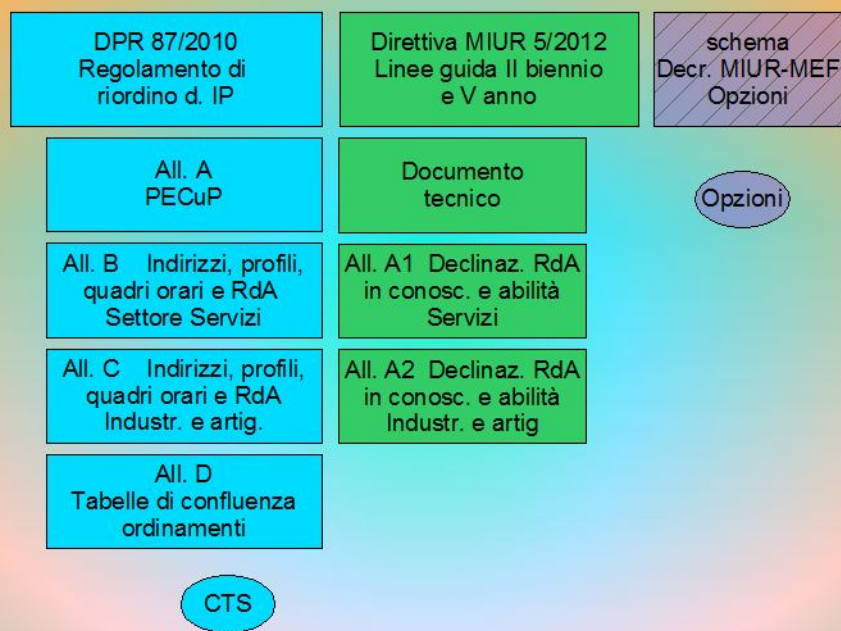 DPR 87/2010
Regolamento di
riordino d. IP
All. A
PECuP
All. B Indirizzi, profili,
quadri orari e RdA
Settore Servizi
All. C Indirizzi, profili,
quadri orari e RdA
Industr. e artig.
All. D
Tabelle di confluenza
ordinamenti
CTS
Direttiva MIUR 5/2012
Linee guida II biennio
e V anno
Documento
tecnico
All. A1 Declinaz. RdA
in conosc. e abilità
Servizi
All. A2 Declinaz. RdA
in conosc. e abilità
Industr. e artig
schema
Decr. MIUR-MEF
Opzioni
Opzioni